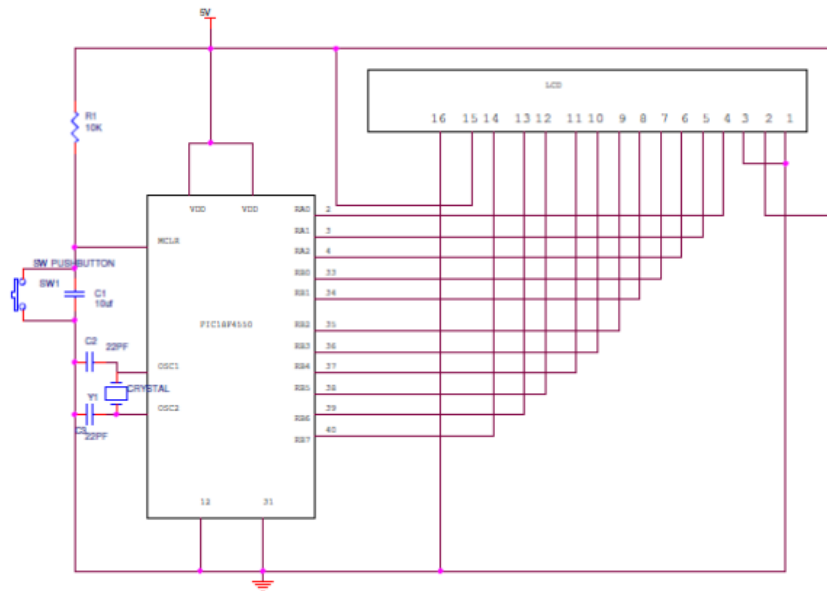 5V
LCD
16 15 14 13 12 11 10 9 8 7 6 5 4 3 2 1
R1
10K
VDD VDD
RA0 2
RA1 3
RA2 4
RB0 33
RB1 34
RB2 35
RB3 36
RB4 37
RB5 38
RB6 39
RB7 40
MCLR
SW PUSHBUTTON
SW1
C1
10uf
PIC18F4550
C2
22PF
OSC1
CRYSTAL
Y1
OSC2
C3
22PF
12 31